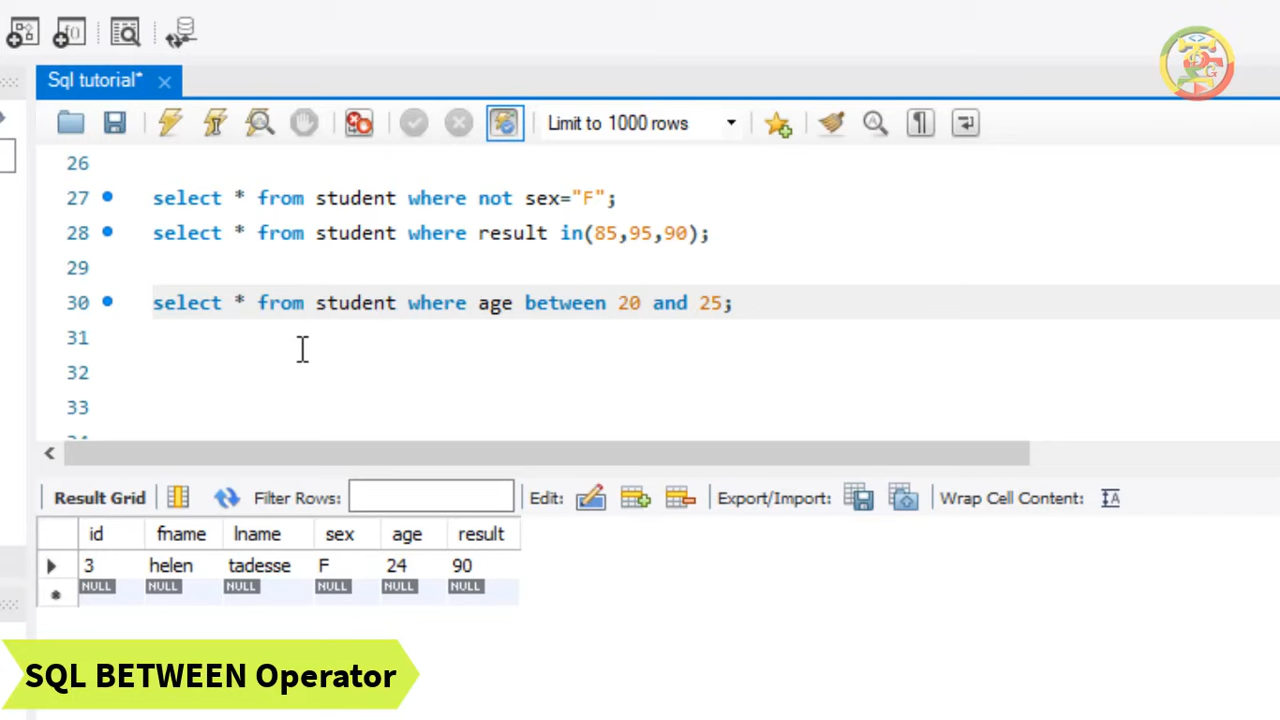 Sql tutorial*
Limit to 1000 rows
26
27 select * from student where not sex="F";
28 select * from student where result in(85,95,90);
29
30 select * from student where age between 20 and 25;
31
32
33
Result Grid Filter Rows: Edit: Export/Import: Wrap Cell Content:
id fname lname sex age result
3 helen tadesse F 24 90
NULL NULL NULL NULL NULL NULL
SQL BETWEEN Operator